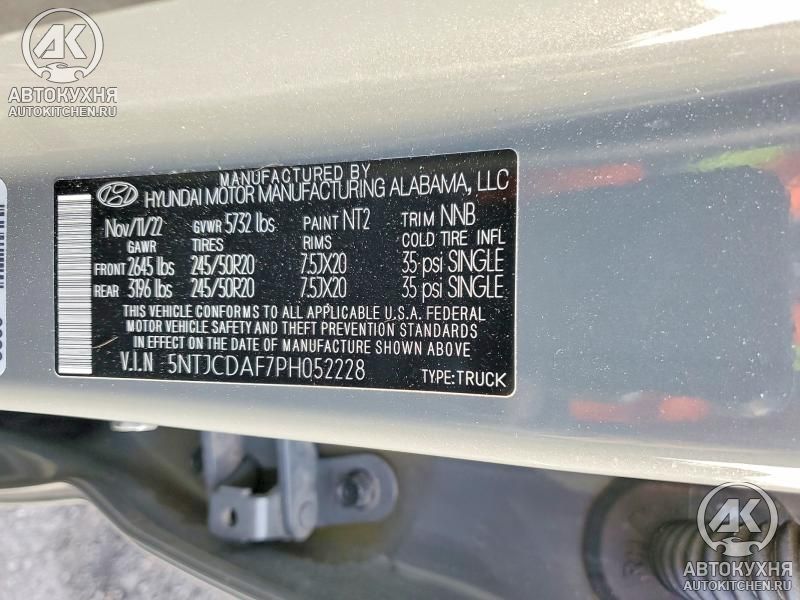 АК
АВТОКУХНЯ
AUTOKITCHEN.RU
MANUFACTURED BY
HYUNDAI MOTOR MANUFACTURING ALABAMA, LLC
Nov/11/22 GVWR 5732 lbs PAINT NT2 TRIM NNB
GAWR TIRES RIMS COLD TIRE INFL
FRONT 2645 lbs 245/50R20 7.5JX20 35 psi SINGLE
REAR 3196 lbs 245/50R20 7.5JX20 35 psi SINGLE
THIS VEHICLE CONFORMS TO ALL APPLICABLE U.S.A. FEDERAL
MOTOR VEHICLE SAFETY AND THEFT PREVENTION STANDARDS
IN EFFECT ON THE DATE OF MANUFACTURE SHOWN ABOVE.
V.I.N 5NTJCDAF7PH052228 TYPE:TRUCK
АК
АВТОКУХНЯ
AUTOKITCHEN.RU